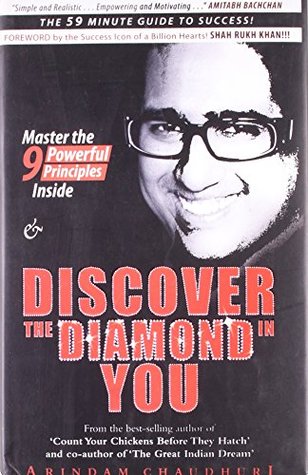 "Simple and Realistic ... Empowering and Motivating ..." AMITABH BACHCHAN
THE 59 MINUTE GUIDE TO SUCCESS!
FOREWORD by the Success Icon of a Billion Hearts! SHAH RUKH KHAN!!!
Master the
9 Powerful
Principles
Inside
&
DISCOVER
THE DIAMOND IN
YOU
From the best-selling author of
'Count Your Chickens Before They Hatch'
and co-author of 'The Great Indian Dream'
ARINDAM CHAUDHURI